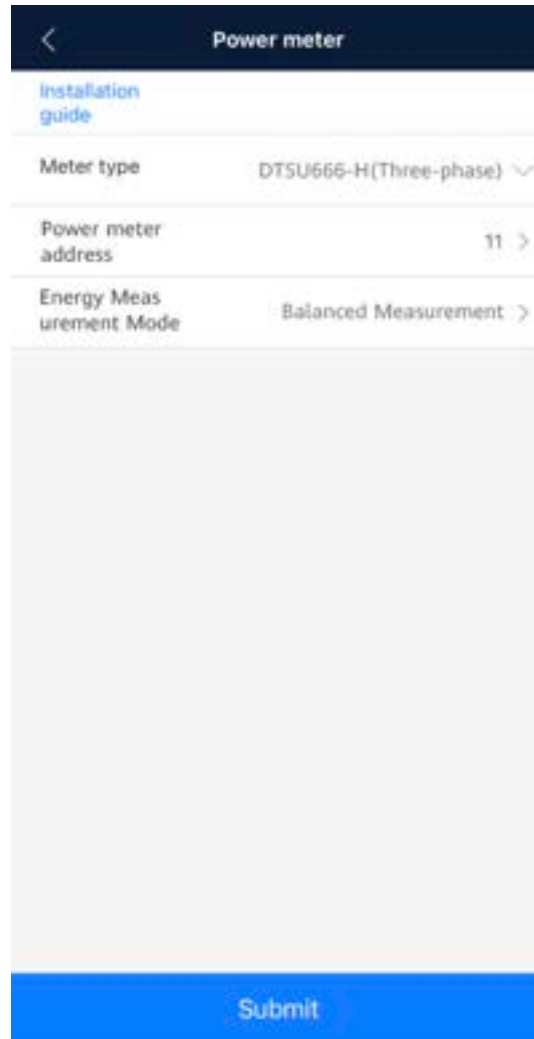 Power meter
Installation
guide
Meter type
DTSU666-H(Three-phase)
Power meter
address
11
Energy Meas
urement Mode
Balanced Measurement
Submit